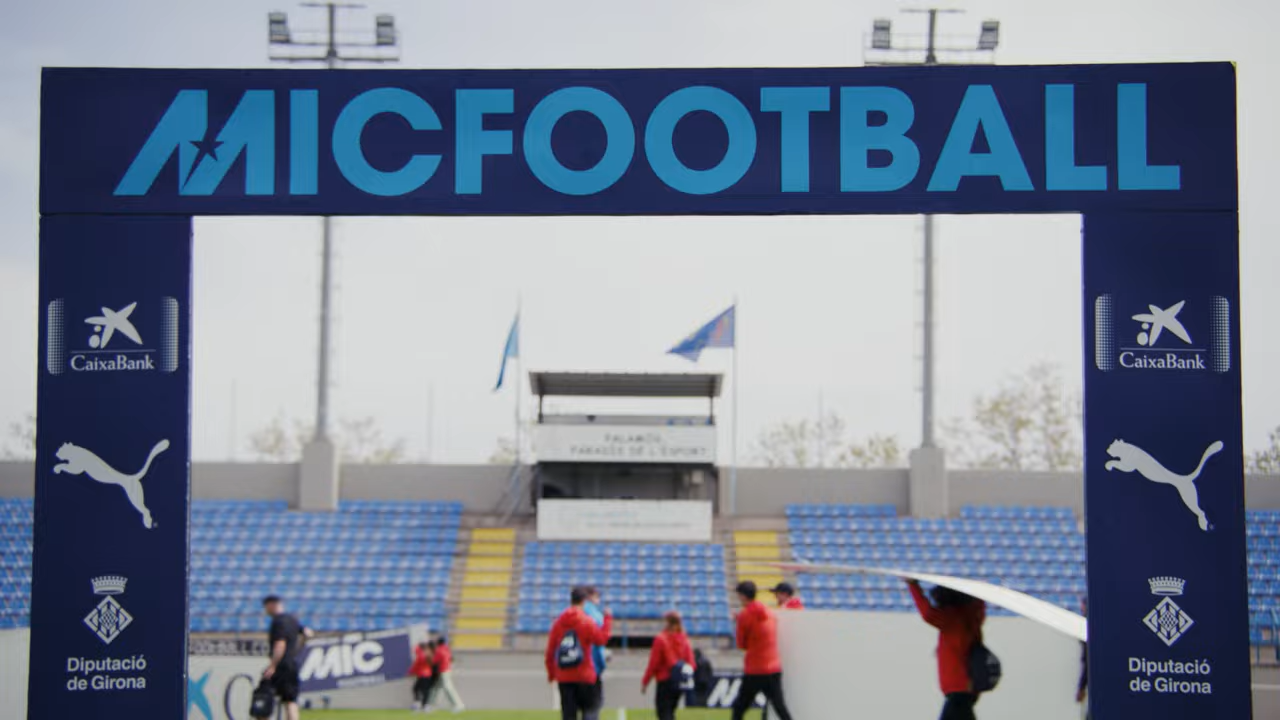 MICFOOTBALL
CaixaBank
CaixaBank
PALAMÓS
PARADÍS DE L'ESPORT
Diputació
de Girona
Diputació
de Girona
MIC